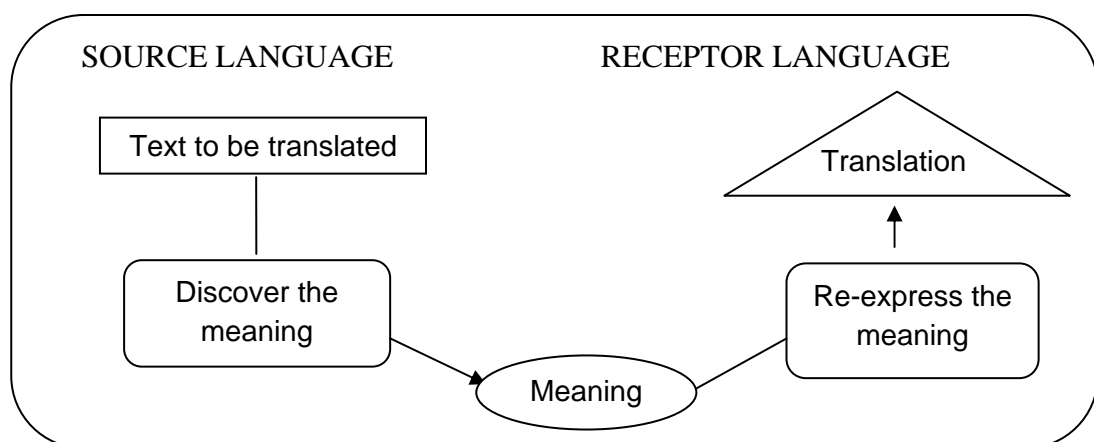 SOURCE LANGUAGE
RECEPTOR LANGUAGE
Text to be translated
Translation
Discover the
meaning
Re-express the
meaning
Meaning